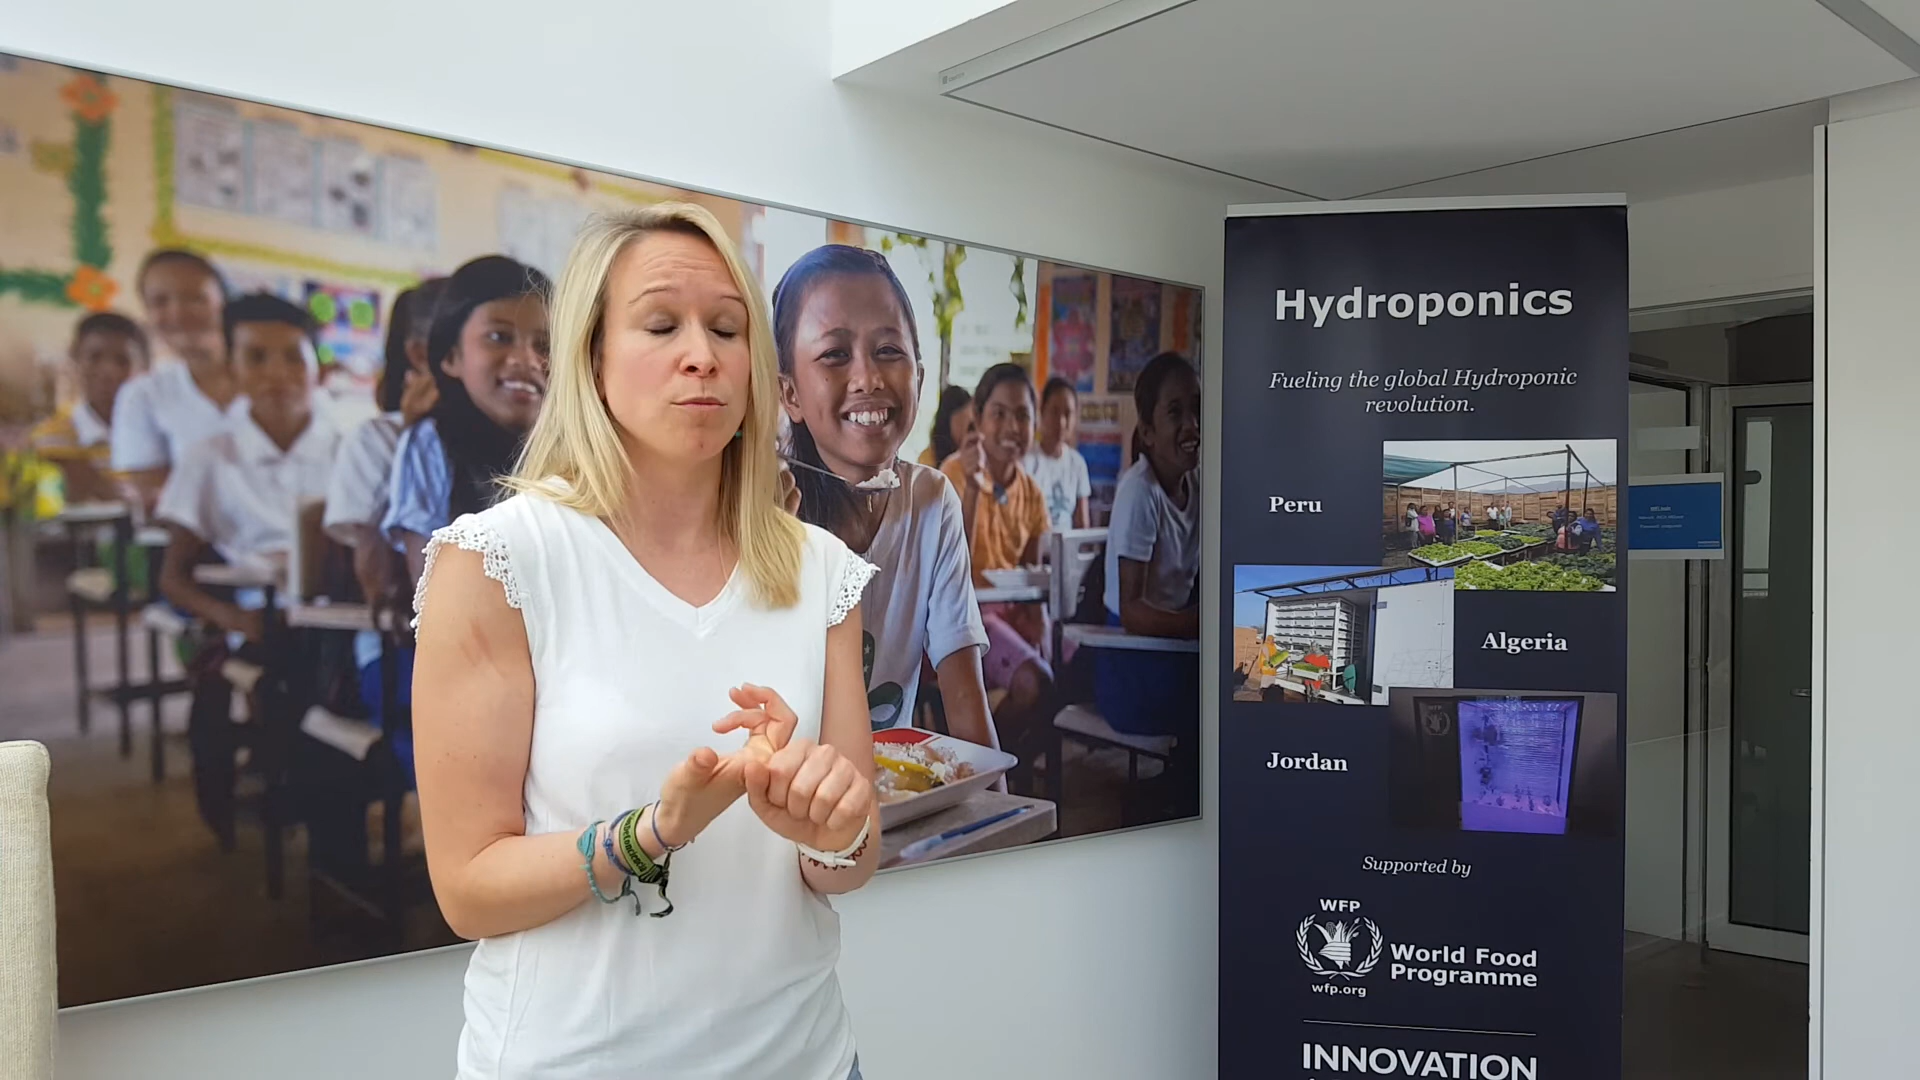 Hydroponics
Fueling the global Hydroponic
revolution.
Peru
Algeria
Jordan
Supported by
WFP
World Food
Programme
wfp.org
INNOVATION